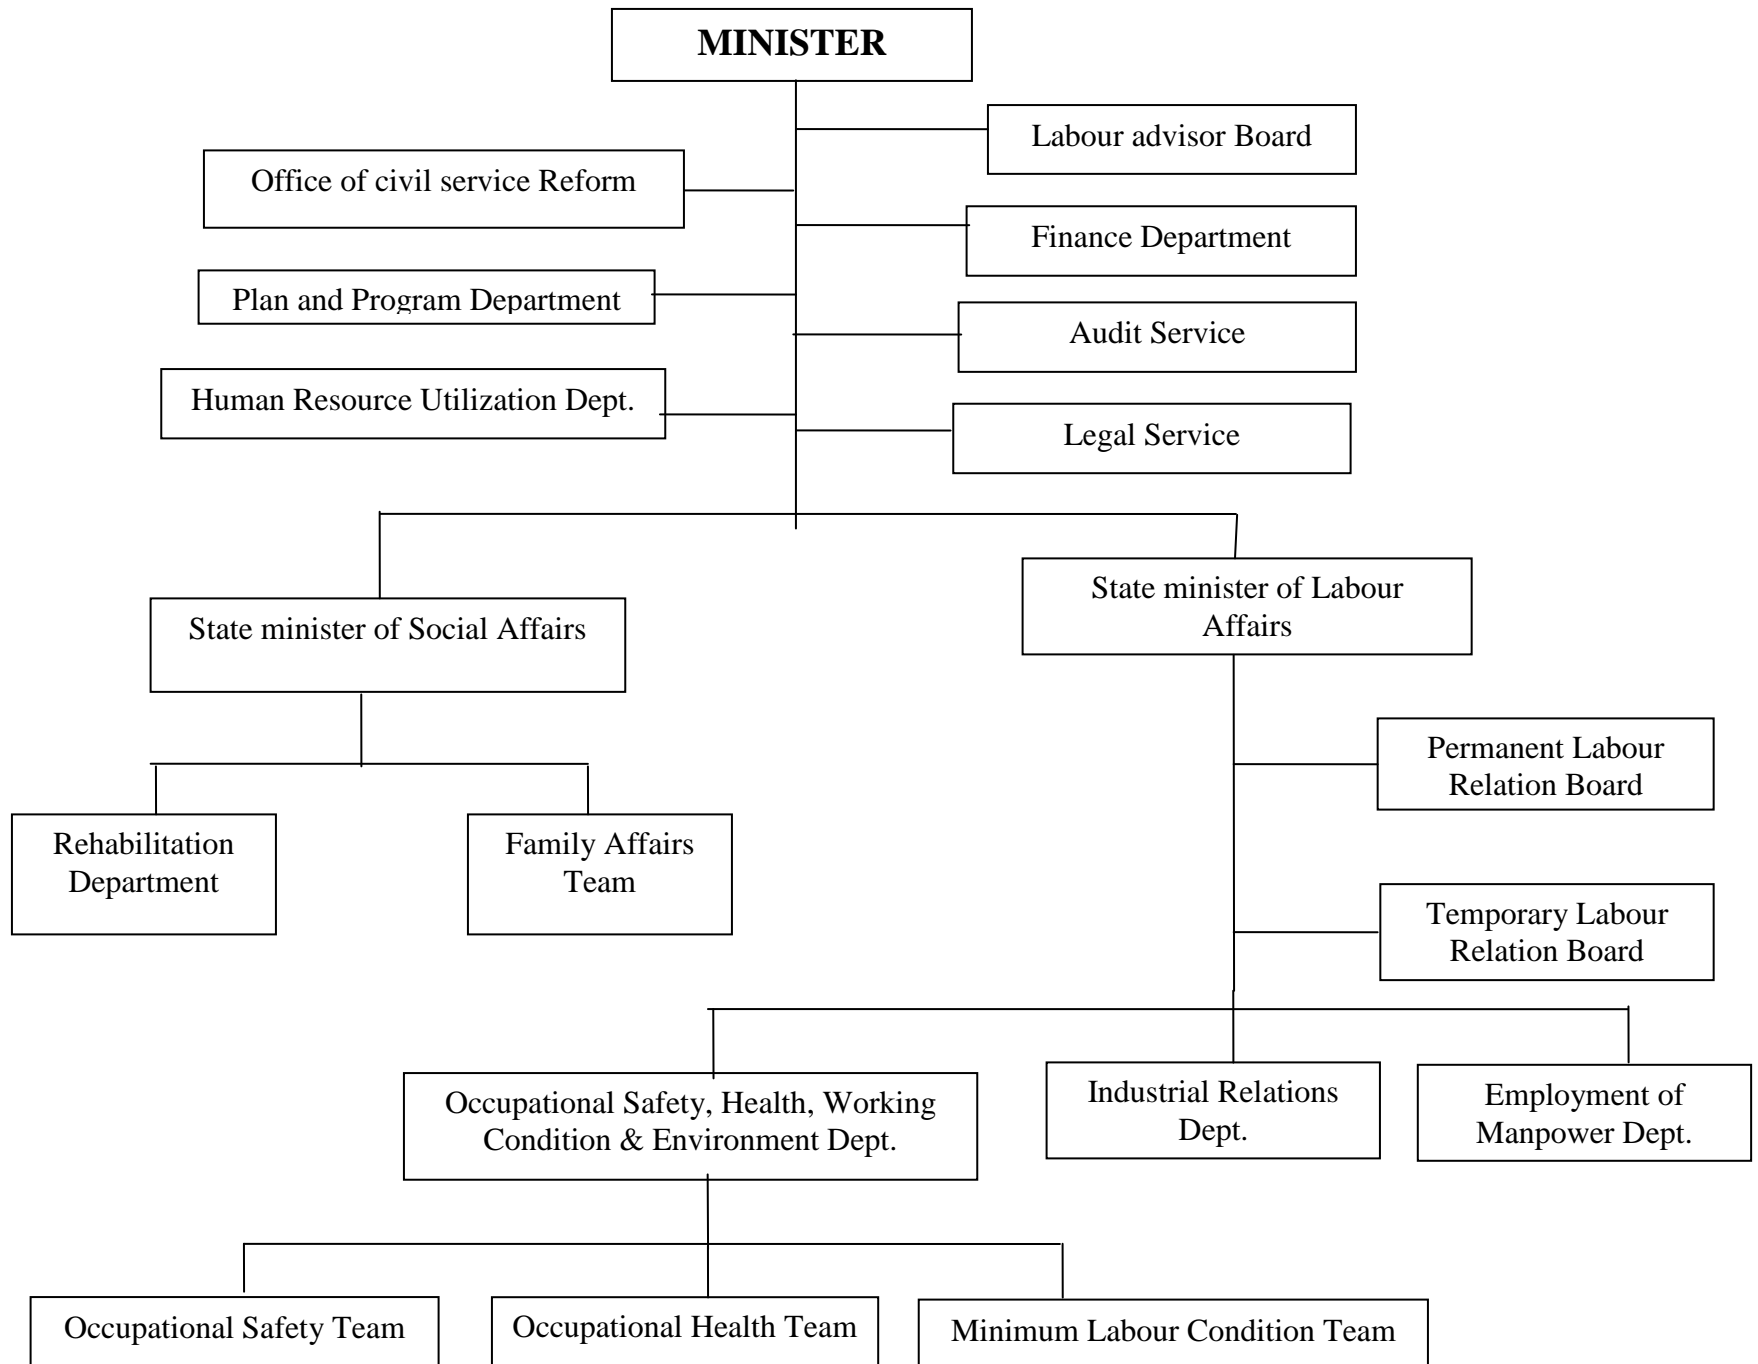 MINISTER
Labour advisor Board
Office of civil service Reform
Finance Department
Plan and Program Department
Audit Service
Human Resource Utilization Dept.
Legal Service
State minister of Social Affairs
State minister of Labour
Affairs
Permanent Labour
Relation Board
Rehabilitation
Department
Family Affairs
Team
Temporary Labour
Relation Board
Occupational Safety, Health, Working
Condition & Environment Dept.
Industrial Relations
Dept.
Employment of
Manpower Dept.
Occupational Safety Team
Occupational Health Team
Minimum Labour Condition Team